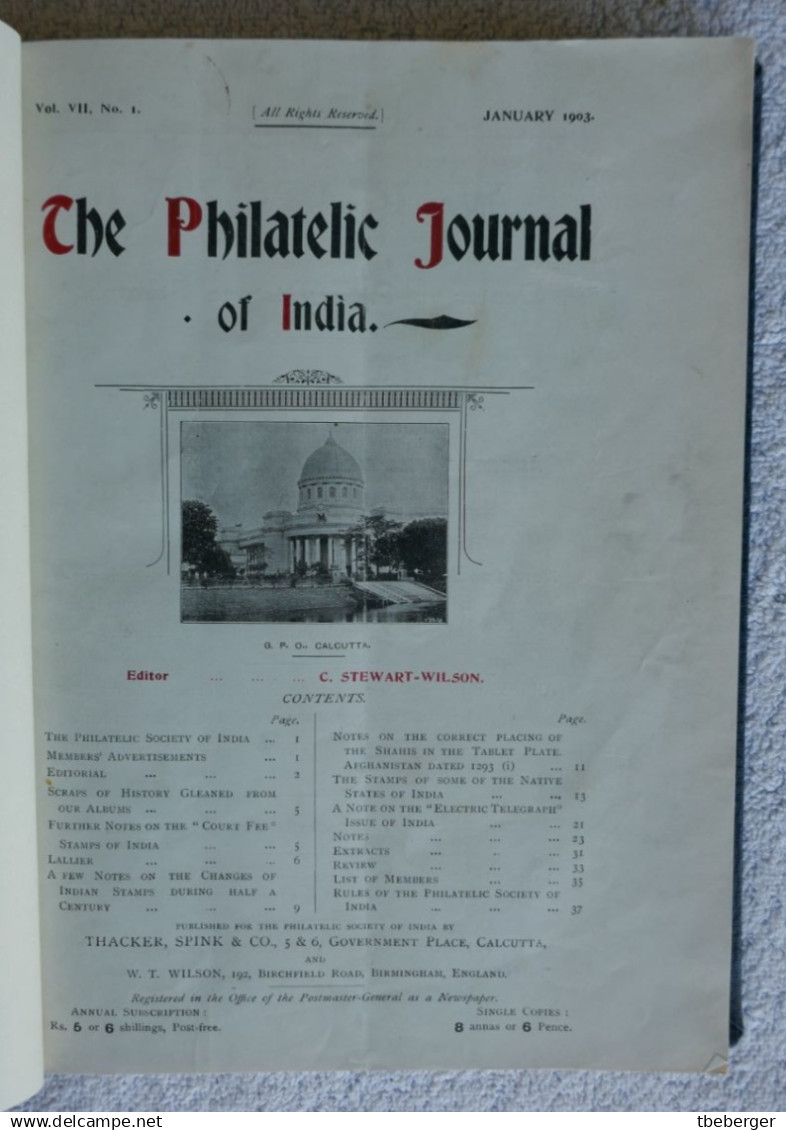 Vol. VII, No. 1.
[ All Rights Reserved.]
JANUARY 1903.
The Philatelic Journal
· of India.
G. P. O., CALCUTTA.
Editor ... ... ... C. STEWART-WILSON.
CONTENTS.
Page.
THE PHILATELIC SOCIETY OF INDIA ... 1
MEMBERS' ADVERTISEMENTS ... 1
EDITORIAL ... ... ... 2
SCRAPS OF HISTORY GLEANED FROM
OUR ALBUMS ... ... ... 5
FURTHER NOTES ON THE "COURT FEE"
STAMPS OF INDIA ... ... 5
LALLIER ... ... ... 6
A FEW NOTES ON THE CHANGES OF
INDIAN STAMPS DURING HALF A
CENTURY ... ... ... 9
Page.
NOTES ON THE CORRECT PLACING OF
THE SHAHIS IN THE TABLET PLATE.
AFGHANISTAN DATED 1293 (i) ... 11
THE STAMPS OF SOME OF THE NATIVE
STATES OF INDIA ... ... 13
A NOTE ON THE "ELECTRIC TELEGRAPH"
ISSUE OF INDIA ... ... 21
NOTES ... ... ... 23
EXTRACTS ... ... ... 31
REVIEW ... ... ... 33
LIST OF MEMBERS ... ... 35
RULES OF THE PHILATELIC SOCIETY OF
INDIA ... ... ... 37
PUBLISHED FOR THE PHILATELIC SOCIETY OF INDIA BY
THACKER, SPINK & CO., 5 & 6, GOVERNMENT PLACE, CALCUTTA,
AND
W. T. WILSON, 192, BIRCHFIELD ROAD, BIRMINGHAM, ENGLAND.
Registered in the Office of the Postmaster-General as a Newspaper.
ANNUAL SUBSCRIPTION :
Rs. 5 or 6 shillings, Post-free.
SINGLE COPIES :
8 annas or 6 Pence.
delcampe.net
tbeberger